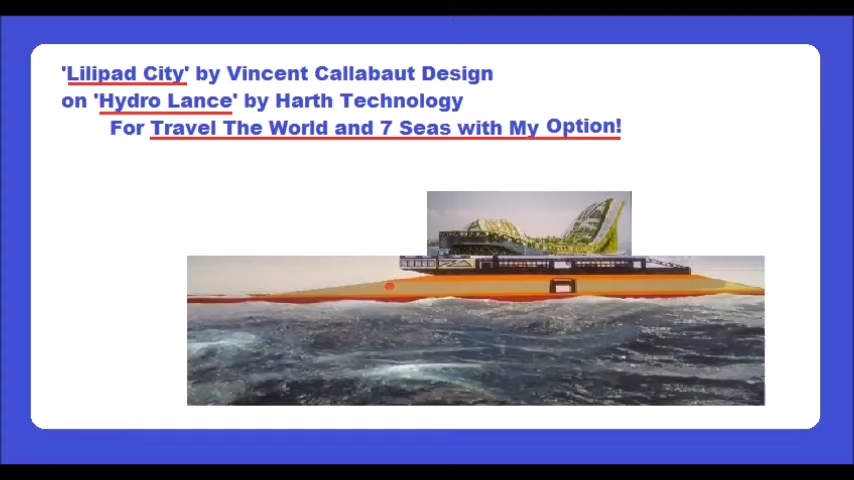 'Lilipad City' by Vincent Callabaut Design
on 'Hydro Lance' by Harth Technology
For Travel The World and 7 Seas with My Option!